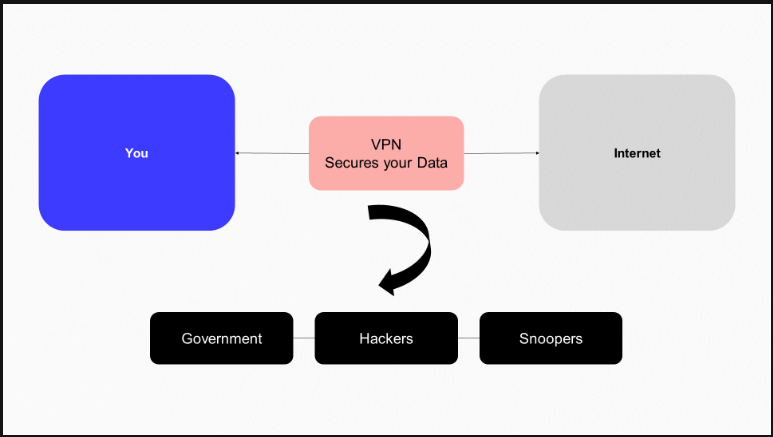 You
VPN
Secures your Data
Internet
Government
Hackers
Snoopers